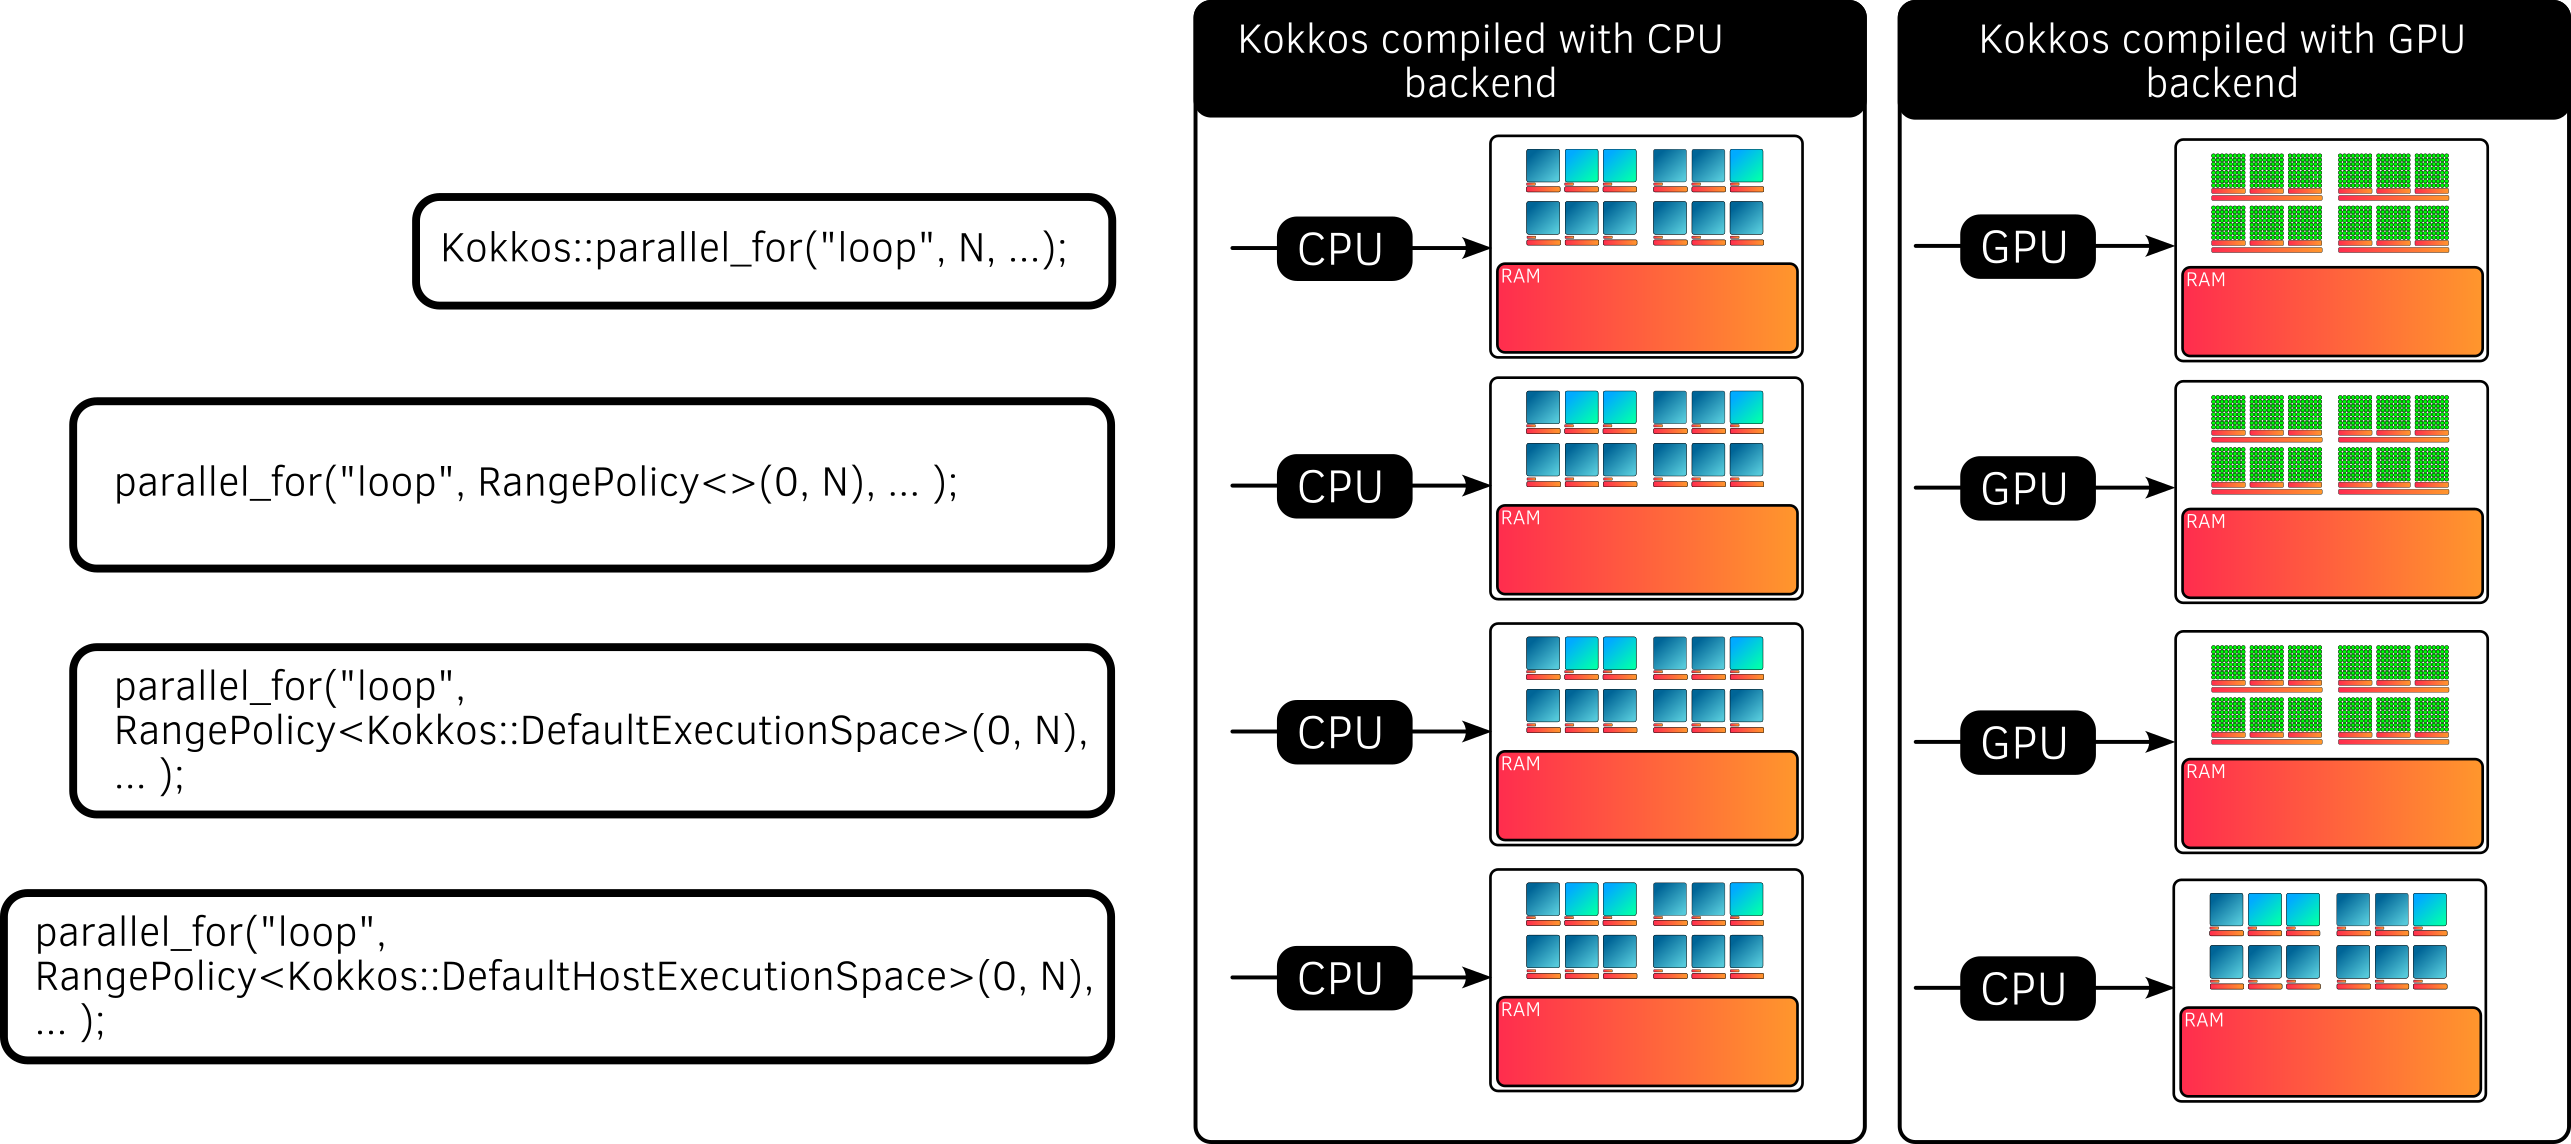 Kokkos compiled with CPU
backend
Kokkos compiled with GPU
backend
Kokkos::parallel_for("loop", N, ...);
CPU
RAM
GPU
RAM
parallel_for("loop", RangePolicy<>(0, N), ... );
CPU
RAM
GPU
RAM
parallel_for("loop",
RangePolicy<Kokkos::DefaultExecutionSpace>(0, N),
... );
CPU
RAM
GPU
RAM
parallel_for("loop",
RangePolicy<Kokkos::DefaultHostExecutionSpace>(0, N),
... );
CPU
RAM
CPU
RAM